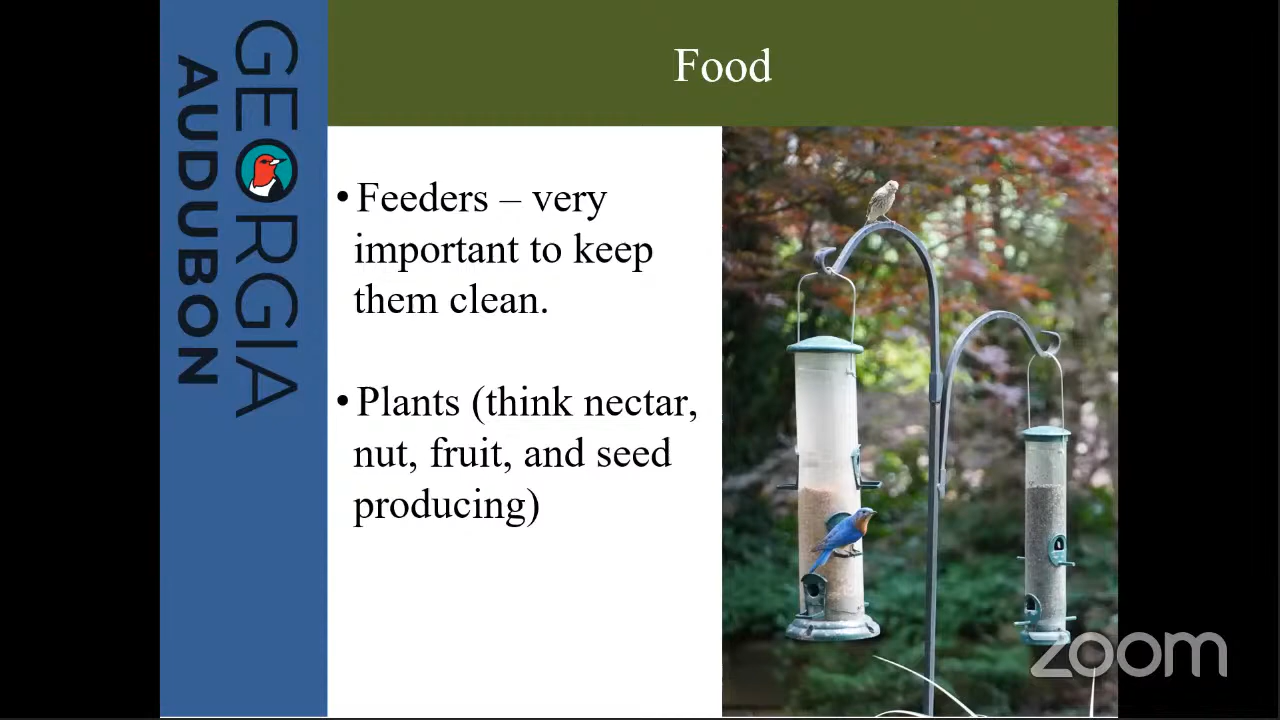 GEORGIA
AUDUBON
Food
• Feeders – very
important to keep
them clean.
• Plants (think nectar,
nut, fruit, and seed
producing)
zoom